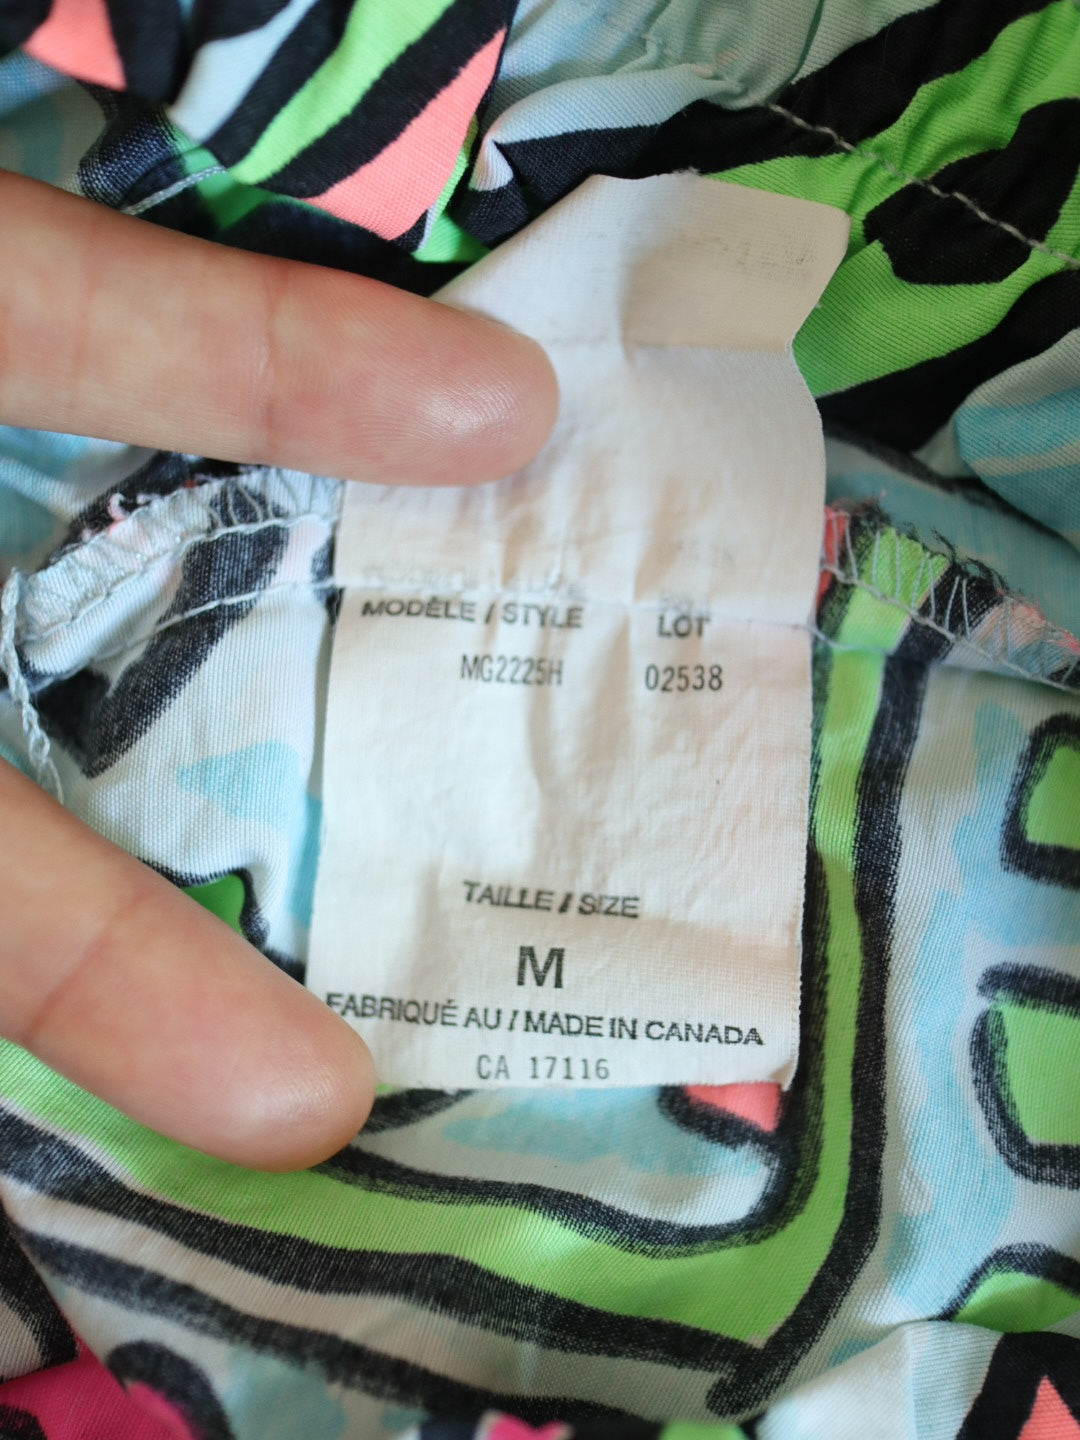 MODÈLE / STYLE LOT
MG2225H 02538
TAILLE / SIZE
M
FABRIQUÉ AU / MADE IN CANADA
CA 17116